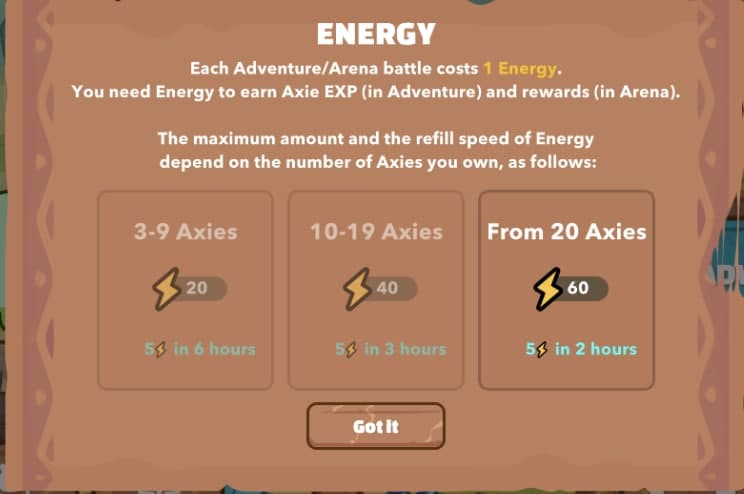 ENERGY
Each Adventure/Arena battle costs 1 Energy.
You need Energy to earn Axie EXP (in Adventure) and rewards (in Arena).
The maximum amount and the refill speed of Energy
depend on the number of Axies you own, as follows:
3-9 Axies
20
5 in 6 hours
10-19 Axies
40
5 in 3 hours
From 20 Axies
60
5 in 2 hours
Got It